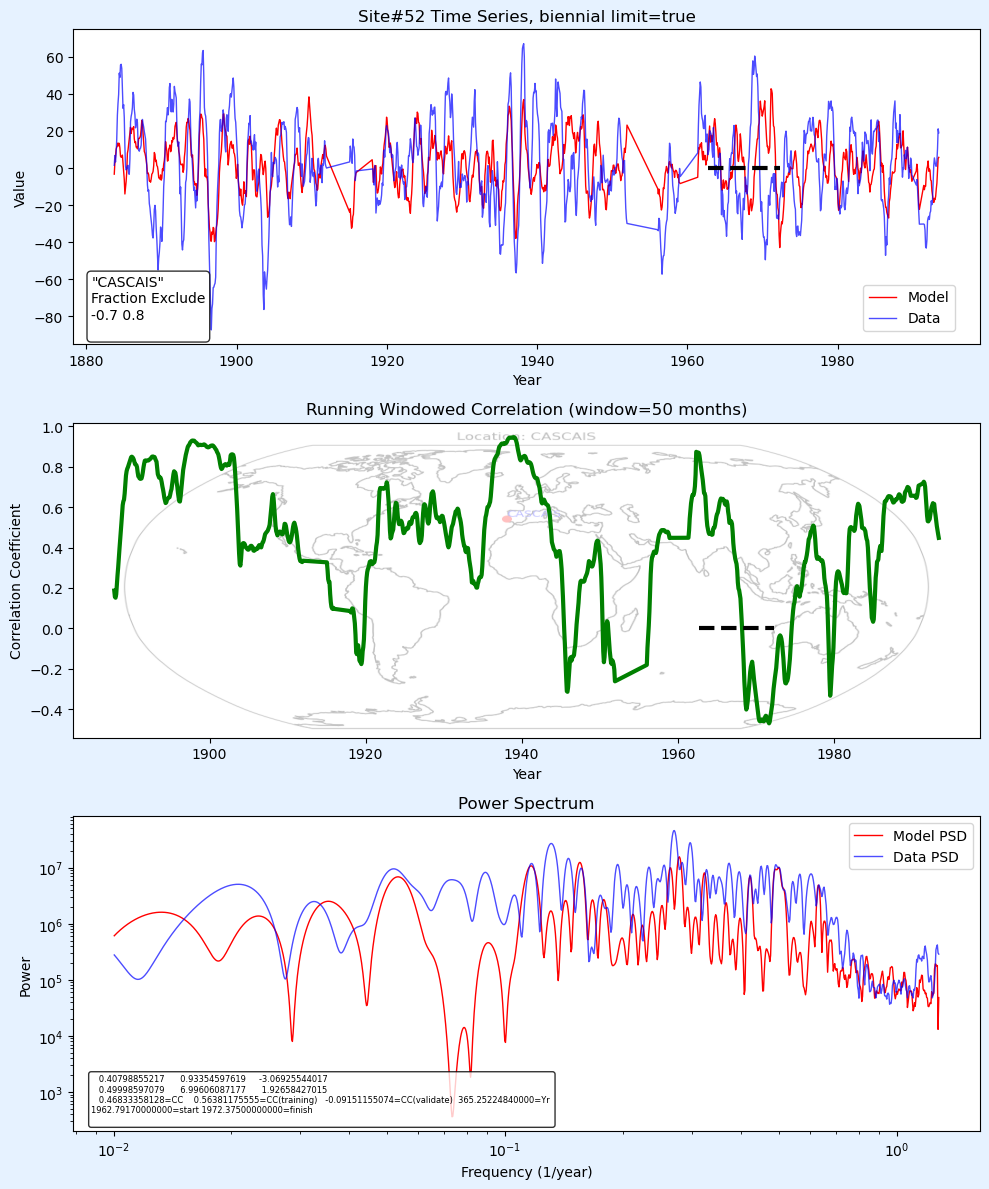 Site#52 Time Series, biennial limit=true
60
40
20
0
−20
−40
−60
−80
Value
"CASCAIS"
Fraction Exclude
-0.7 0.8
Model
Data
1880
1900
1920
1940
1960
1980
Year
Running Windowed Correlation (window=50 months)
Location: CASCAIS
1.0
0.8
0.6
0.4
0.2
0.0
−0.2
−0.4
Correlation Coefficient
CASCAIS
1900
1920
1940
1960
1980
Year
Power Spectrum
Model PSD
Data PSD
10⁷
10⁶
10⁵
10⁴
10³
Power
0.40798855217 0.93354597619 -3.06925544017
0.49998597079 6.99606087177 1.92658427015
0.46833358128=CC 0.56381175555=CC(training) -0.09151155074=CC(validate) 365.25224840000=Yr
1962.79170000000=start 1972.37500000000=finish
10⁻²
10⁻¹
10⁰
Frequency (1/year)